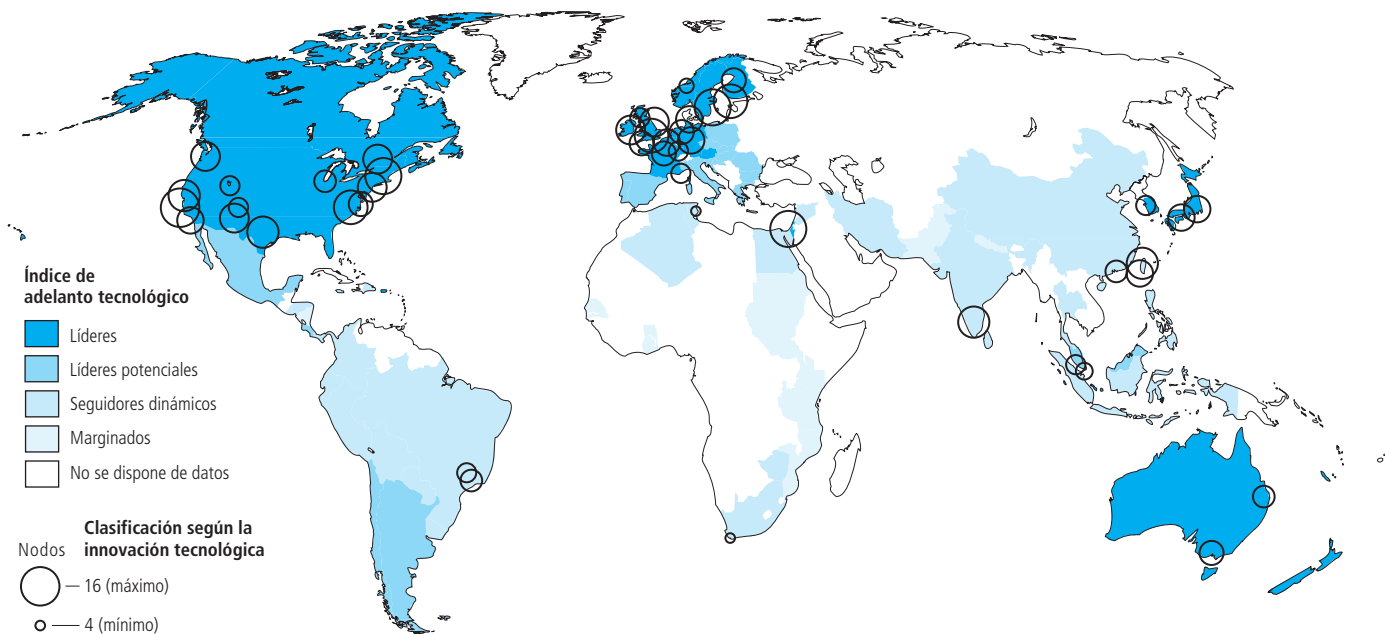 Índice de
adelanto tecnológico
Líderes
Líderes potenciales
Seguidores dinámicos
Marginados
No se dispone de datos
Clasificación según la
Nodos innovación tecnológica
16 (máximo)
4 (mínimo)